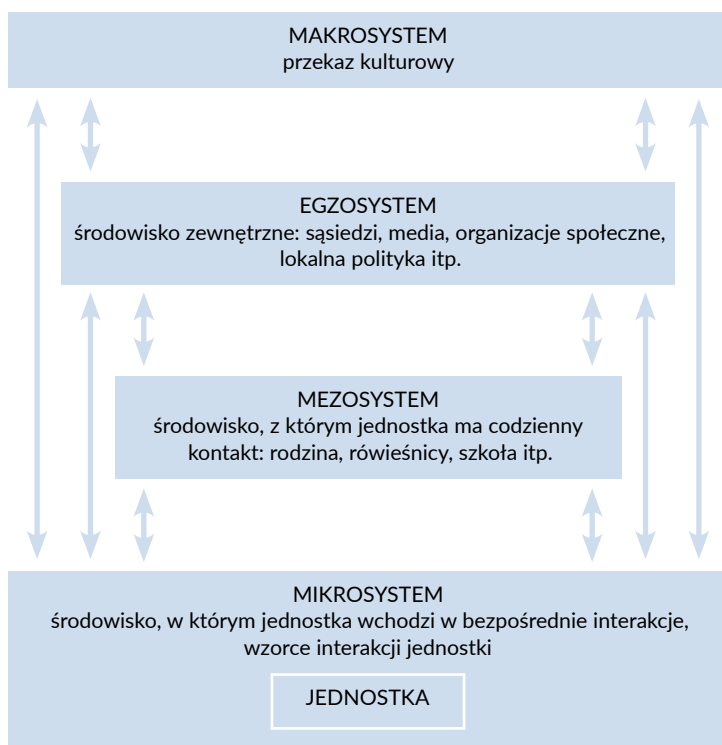 MAKROSYSTEM
przekaz kulturowy
EGZOSYSTEM
środowisko zewnętrzne: sąsiedzi, media, organizacje społeczne,
lokalna polityka itp.
MEZOSYSTEM
środowisko, z którym jednostka ma codzienny
kontakt: rodzina, rówieśnicy, szkoła itp.
MIKROSYSTEM
środowisko, w którym jednostka wchodzi w bezpośrednie interakcje,
wzorce interakcji jednostki
JEDNOSTKA